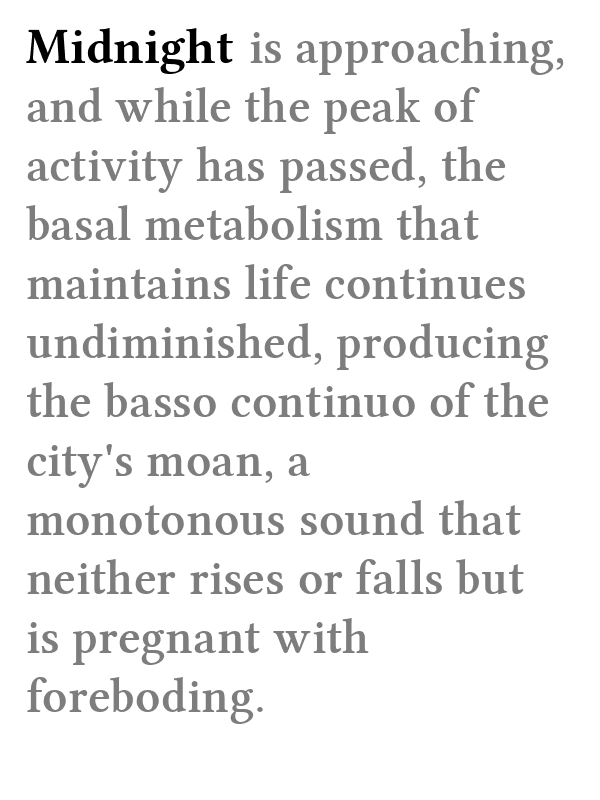 Midnight is approaching,
and while the peak of
activity has passed, the
basal metabolism that
maintains life continues
undiminished, producing
the basso continuo of the
city's moan, a
monotonous sound that
neither rises or falls but
is pregnant with
foreboding.